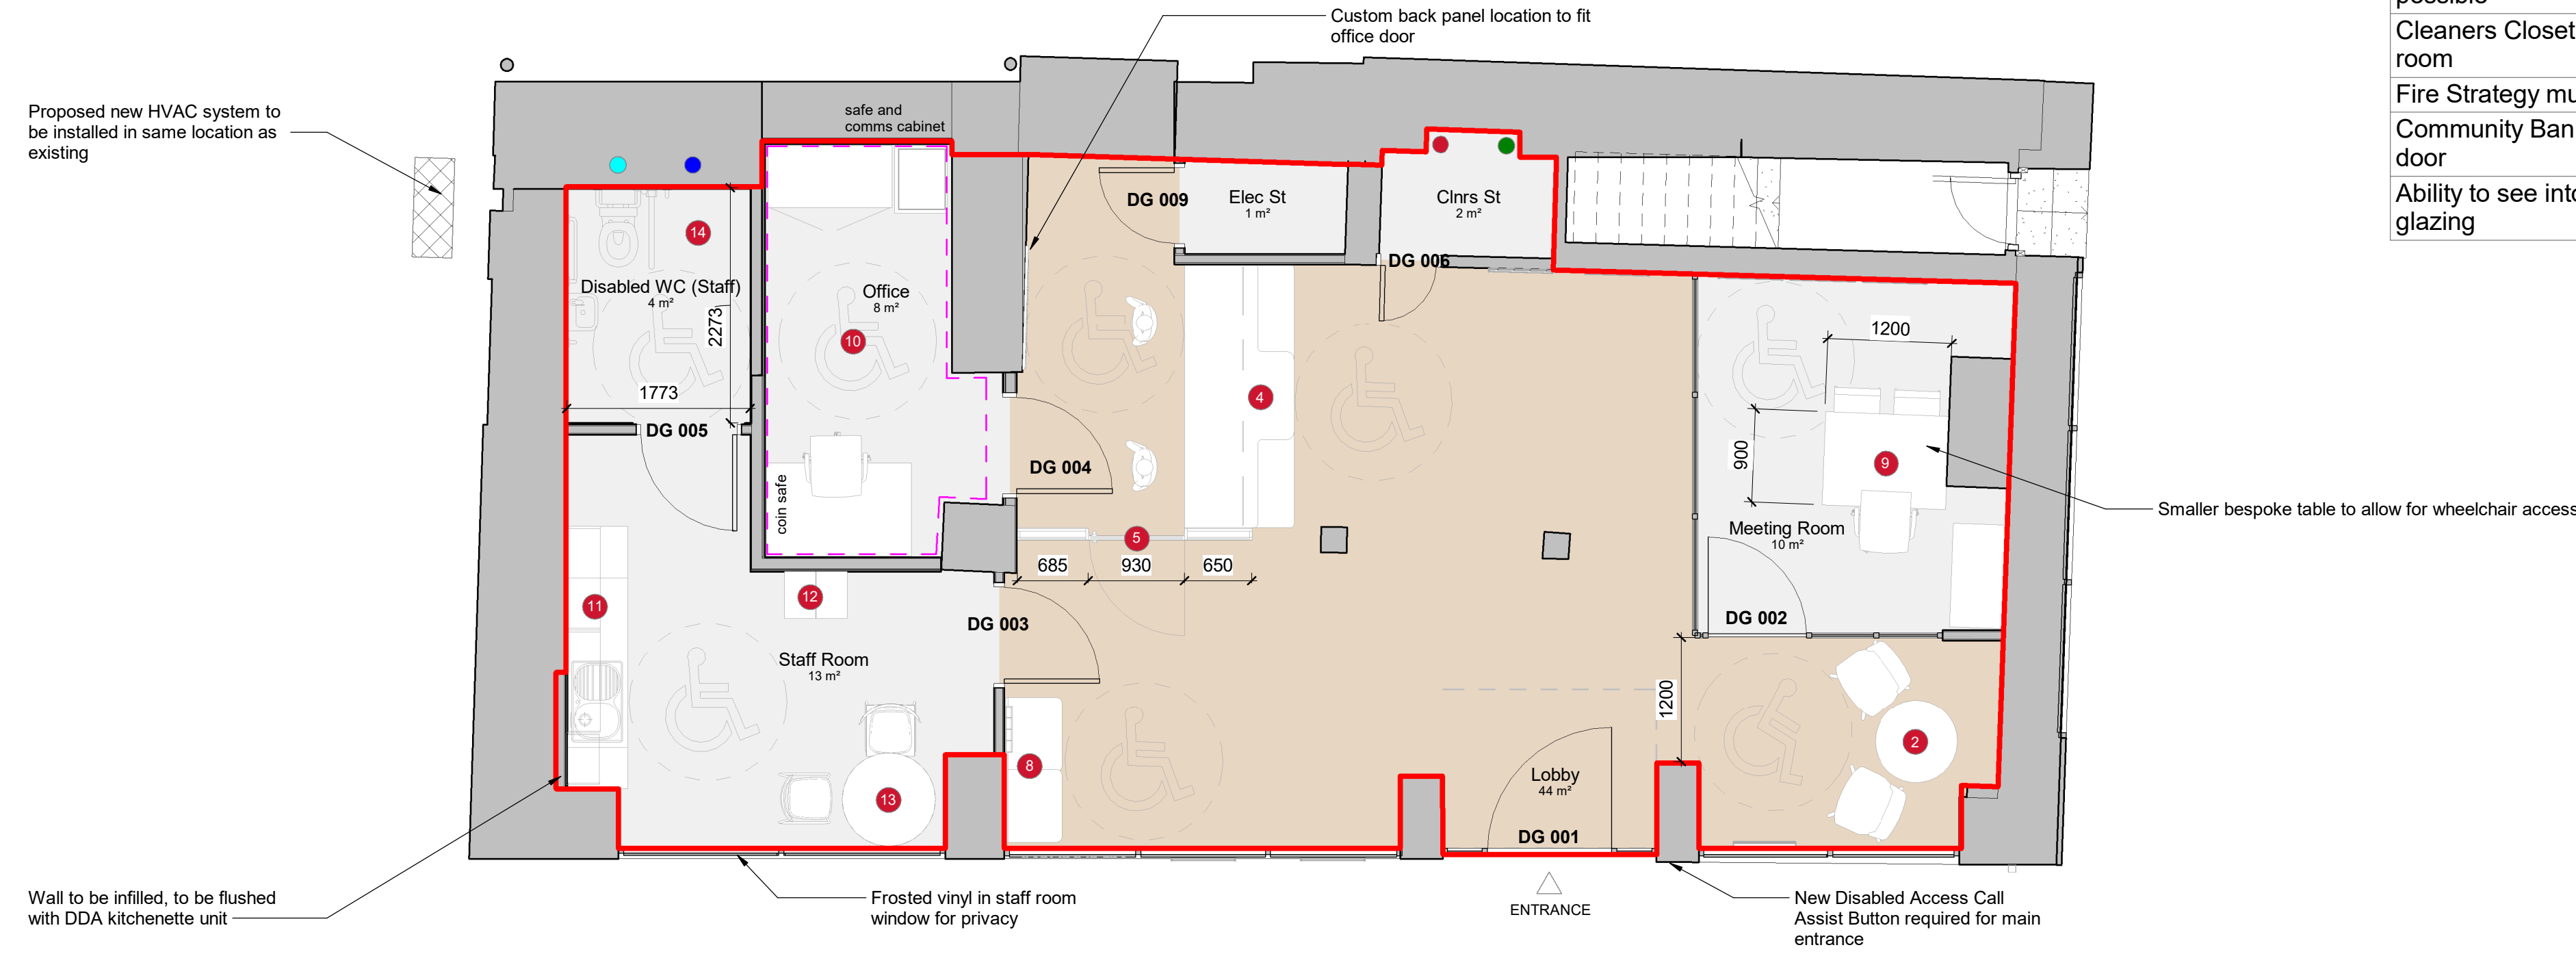 Custom back panel location to fit
office door
possible
Cleaners Closet
room
Fire Strategy mu
Community Ban
door
Ability to see into
glazing
Proposed new HVAC system to
be installed in same location as
existing
safe and
comms cabinet
DG 009
Elec St
1 m²
Clnrs St
2 m²
DG 006
14
Disabled WC (Staff)
4 m²
2273
1773
DG 005
Office
8 m²
10
coin safe
DG 004
4
5
685
930
650
1200
900
9
Meeting Room
10 m²
DG 002
Smaller bespoke table to allow for wheelchair access
11
12
DG 003
Staff Room
13 m²
13
8
1200
2
Lobby
44 m²
DG 001
ENTRANCE
Wall to be infilled, to be flushed
with DDA kitchenette unit
Frosted vinyl in staff room
window for privacy
New Disabled Access Call
Assist Button required for main
entrance